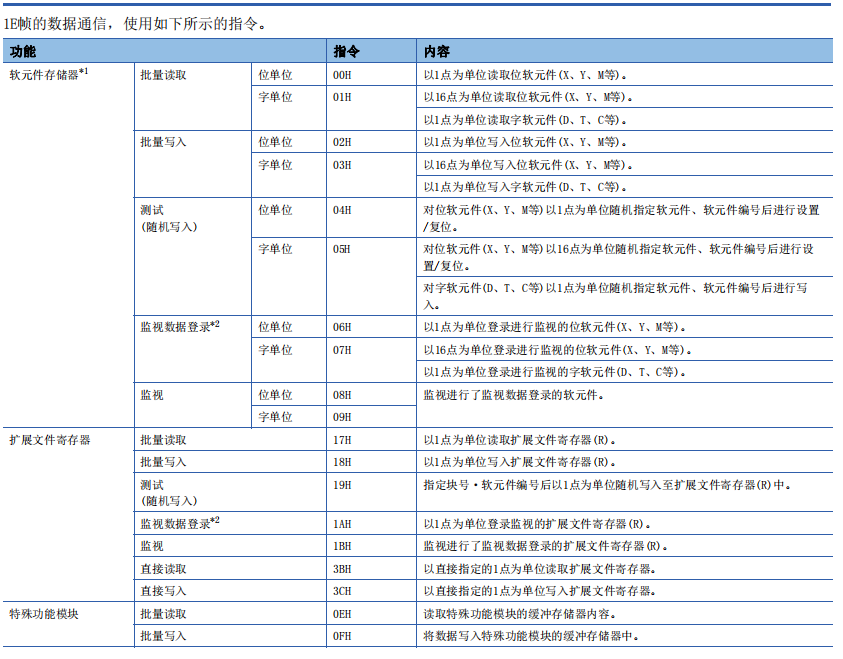 1E帧的数据通信，使用如下所示的指令。
功能 指令 内容
软元件存储器*1 批量读取 位单位 00H 以1点为单位读取位软元件(X、Y、M等)。
字单位 01H 以16点为单位读取位软元件(X、Y、M等)。
以1点为单位读取字软元件(D、T、C等)。
批量写入 位单位 02H 以1点为单位写入位软元件(X、Y、M等)。
字单位 03H 以16点为单位写入位软元件(X、Y、M等)。
以1点为单位写入字软元件(D、T、C等)。
测试 位单位 04H 对位软元件(X、Y、M等)以1点为单位随机指定软元件、软元件编号后进行设置
(随机写入) /复位。
字单位 05H 对位软元件(X、Y、M等)以16点为单位随机指定软元件、软元件编号后进行设
置/复位。
对字软元件(D、T、C等)以1点为单位随机指定软元件、软元件编号后进行写
入。
监视数据登录*2 位单位 06H 以1点为单位登录进行监视的位软元件(X、Y、M等)。
字单位 07H 以16点为单位登录进行监视的位软元件(X、Y、M等)。
以1点为单位登录进行监视的字软元件(D、T、C等)。
监视 位单位 08H 监视进行了监视数据登录的软元件。
字单位 09H
扩展文件寄存器 批量读取 17H 以1点为单位读取扩展文件寄存器(R)。
批量写入 18H 以1点为单位写入扩展文件寄存器(R)。
测试 19H 指定块号·软元件编号后以1点为单位随机写入至扩展文件寄存器(R)中。
(随机写入)
监视数据登录*2 1AH 以1点为单位登录监视的扩展文件寄存器(R)。
监视 1BH 监视进行了监视数据登录的扩展文件寄存器(R)。
直接读取 3BH 以直接指定的1点为单位读取扩展文件寄存器。
直接写入 3CH 以直接指定的1点为单位写入扩展文件寄存器。
特殊功能模块 批量读取 0EH 读取特殊功能模块的缓冲存储器内容。
批量写入 0FH 将数据写入特殊功能模块的缓冲存储器中。